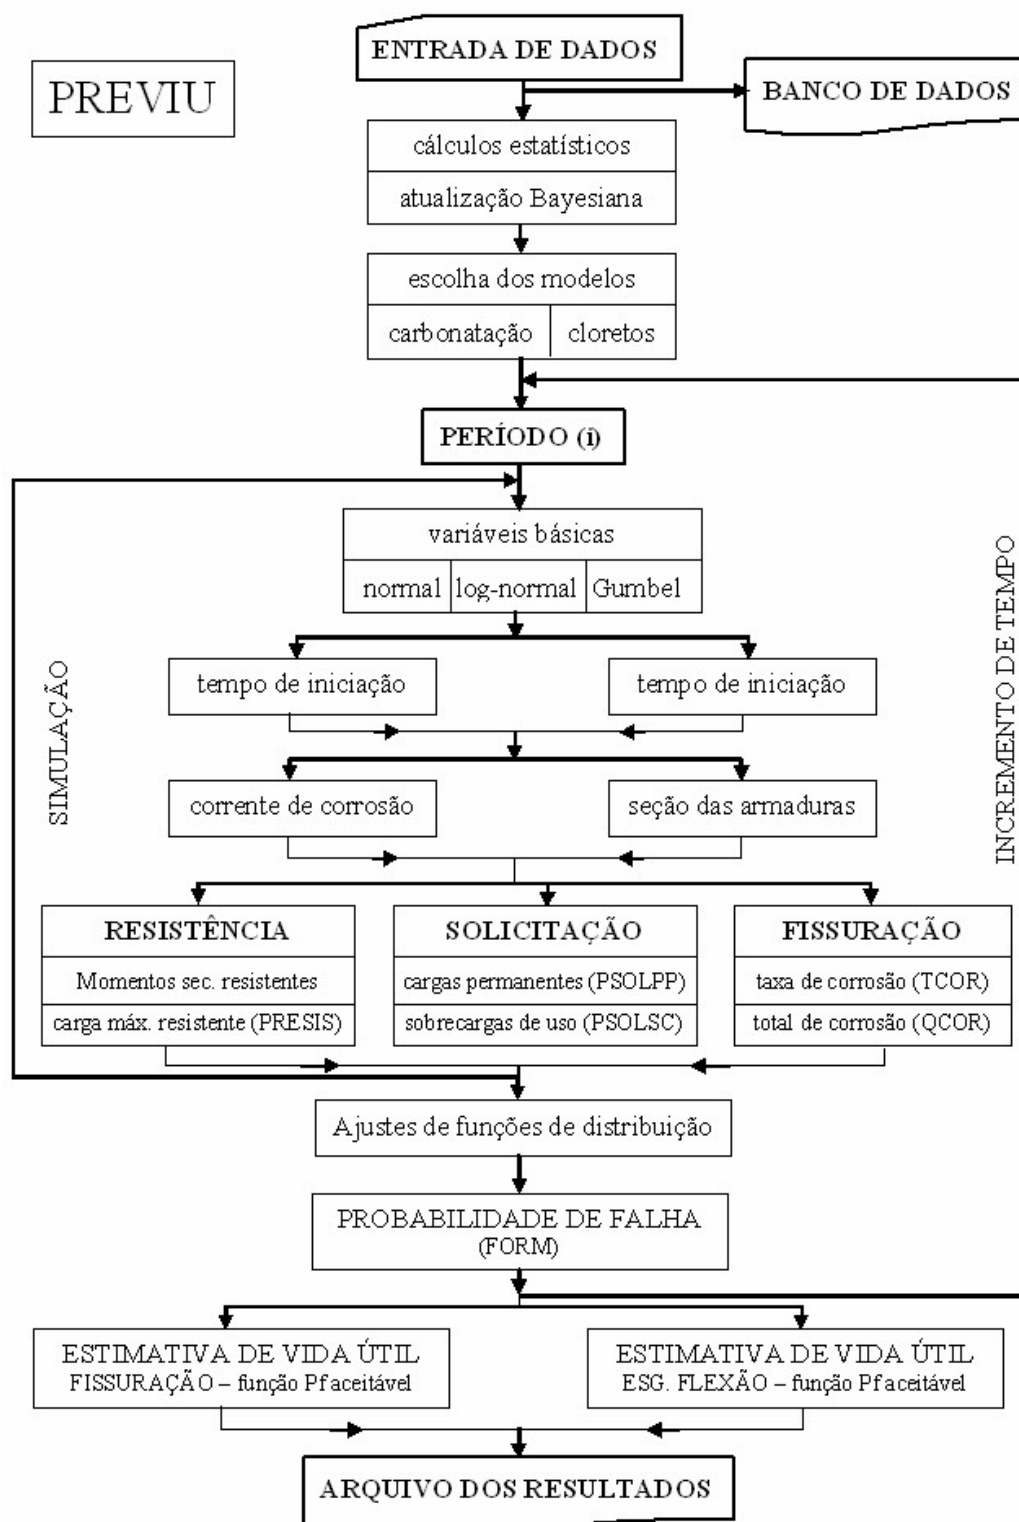 ENTRADA DE DADOS
PREVIU
BANCO DE DADOS
cálculos estatísticos
atualização Bayesiana
escolha dos modelos
carbonatação
cloretos
PERÍODO (i)
variáveis básicas
normal
log-normal
Gumbel
INCREMENTO DE TEMPO
SIMULAÇÃO
tempo de iniciação
tempo de iniciação
corrente de corrosão
seção das armaduras
RESISTÊNCIA
Momentos sec. resistentes
carga máx. resistente (PRESIS)
SOLICITAÇÃO
cargas permanentes (PSOLPP)
sobrecargas de uso (PSOLSC)
FISSURAÇÃO
taxa de corrosão (TCOR)
total de corrosão (QCOR)
Ajustes de funções de distribuição
PROBABILIDADE DE FALHA
(FORM)
ESTIMATIVA DE VIDA ÚTIL
FISSURAÇÃO – função Pfaceitável
ESTIMATIVA DE VIDA ÚTIL
ESG. FLEXÃO – função Pfaceitável
ARQUIVO DOS RESULTADOS